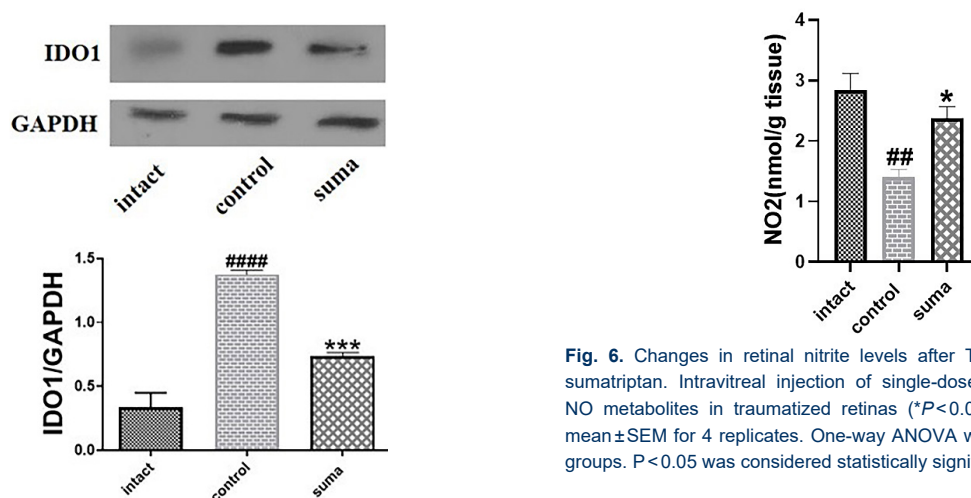 IDO1
GAPDH
intact
control
suma
IDO1/GAPDH
1.5
1.0
0.5
0.0
####
***
intact
control
suma
NO2(nmol/g tissue)
4
3
2
1
0
##
*
intact
control
suma
Fig. 6. Changes in retinal nitrite levels after
sumatriptan. Intravitreal injection of single-dose
NO metabolites in traumatized retinas (*P<0.0
mean±SEM for 4 replicates. One-way ANOVA
groups. P<0.05 was considered statistically